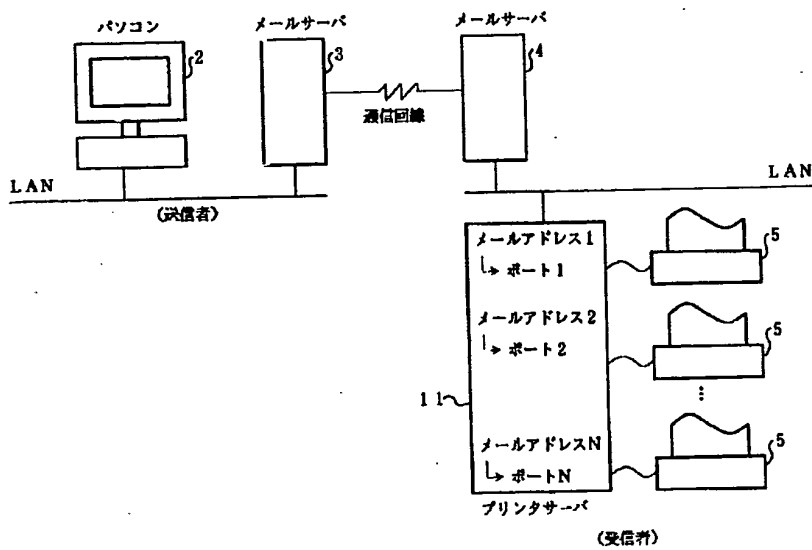 パソコン
2
メールサーバ
3
メールサーバ
4
通信回線
LAN
(送信者)
LAN
メールアドレス1
↳ ポート1
5
メールアドレス2
↳ ポート2
5
⋮
11
メールアドレスN
↳ ポートN
5
プリンタサーバ
(受信者)